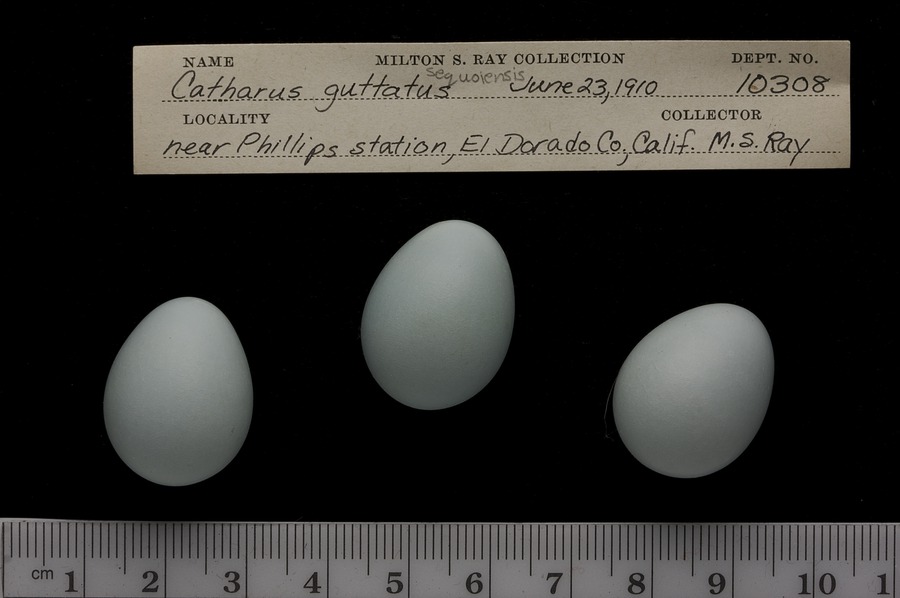 NAME MILTON S. RAY COLLECTION DEPT. NO.
sequoiensis
Catharus guttatus June 23, 1910 10308
LOCALITY COLLECTOR
near Phillips station, El Dorado Co., Calif. M. S. Ray
cm 1 2 3 4 5 6 7 8 9 10 1